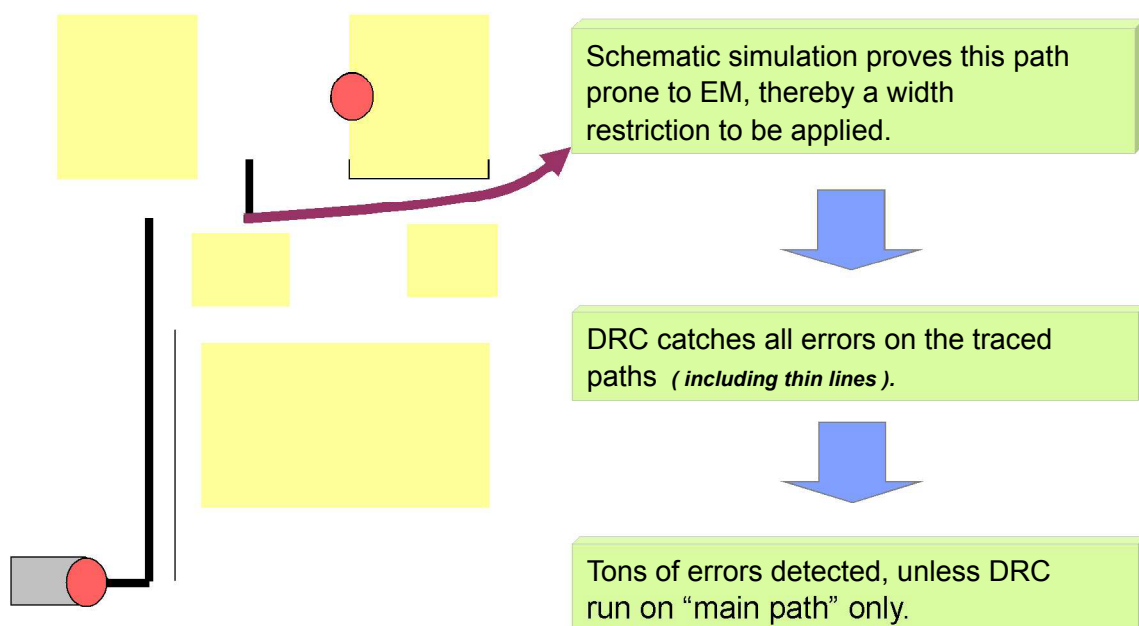 Schematic simulation proves this path
prone to EM, thereby a width
restriction to be applied.
DRC catches all errors on the traced
paths ( including thin lines ).
Tons of errors detected, unless DRC
run on “main path” only.